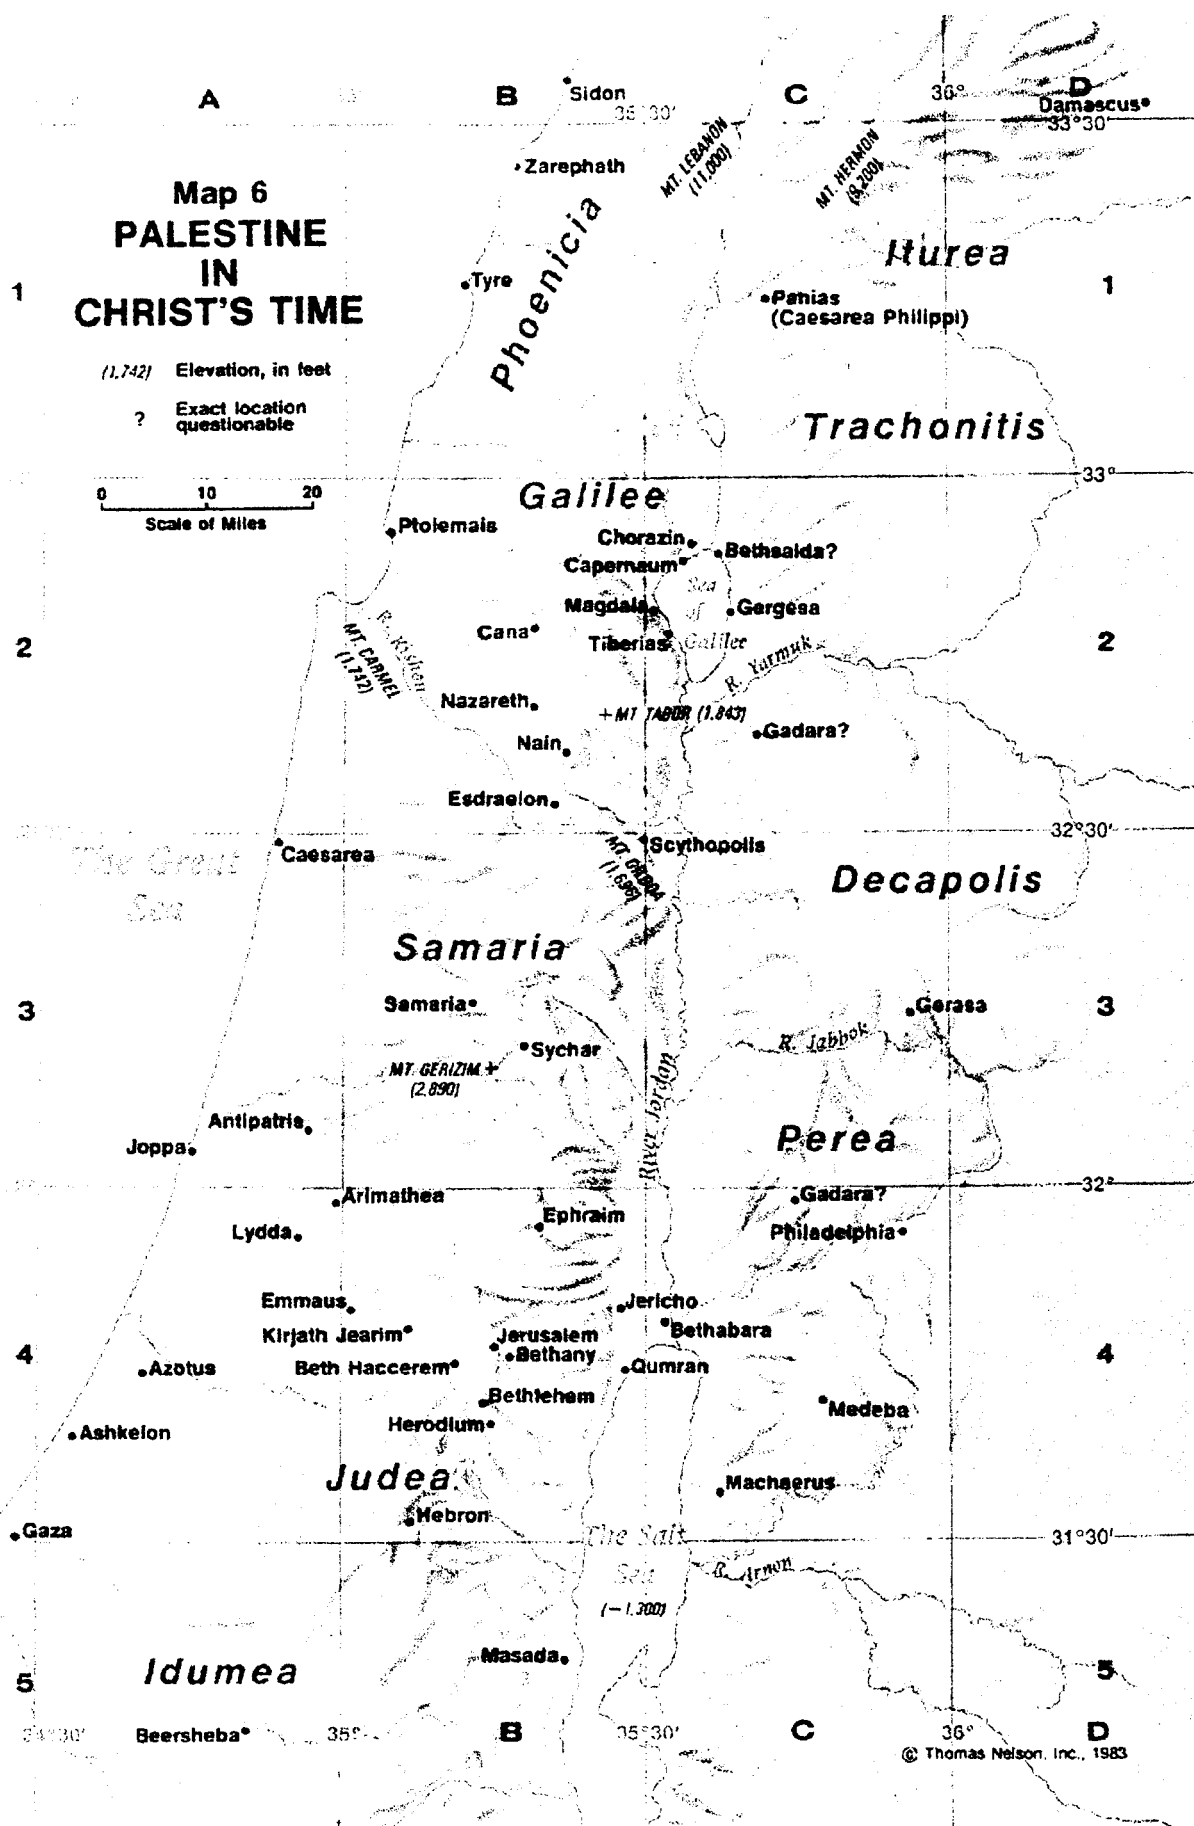 A
B
Sidon
35°30'
C
36°
D
Damascus
33°30'
MT. LEBANON
(11,000)
MT. HERMON
(9,200)
Zarephath
Map 6
PALESTINE
IN
CHRIST'S TIME
Phoenicia
Iturea
1
Tyre
1
Panias
(Caesarea Philippi)
(1,742) Elevation, in feet
? Exact location
questionable
Trachonitis
33°
0 10 20
Scale of Miles
Galilee
Ptolemais
Chorazin
Bethsaida?
Capernaum
Sea
of
Galilee
Magdala
Gergesa
Cana
Tiberias
R. Kishon
MT. CARMEL
(1,742)
2
2
R. Yarmuk
Nazareth
+MT TABOR (1,843)
Gadara?
Nain
Esdraelon
32°30'
The Great
Sea
Caesarea
Scythopolis
MT. GILBOA
(1,696)
Decapolis
Samaria
Samaria
3
Gerasa
3
R. Jabbok
Sychar
MT. GERIZIM +
(2,890)
River Jordan
Antipatris
Joppa
Perea
32°
Arimathea
Gadara?
Ephraim
Lydda
Philadelphia
Emmaus
Jericho
Kirjath Jearim
Jerusalem
Bethabara
4
Azotus
Beth Haccerem
Bethany
Qumran
4
Bethlehem
Medeba
Ashkelon
Herodium
Judea
Machaerus
Hebron
Gaza
The Salt
Sea
(−1,300)
31°30'
R. Arnon
Masada
5
Idumea
5
34°30'
Beersheba
35°
B
35°30'
C
36°
D
© Thomas Nelson, Inc., 1983